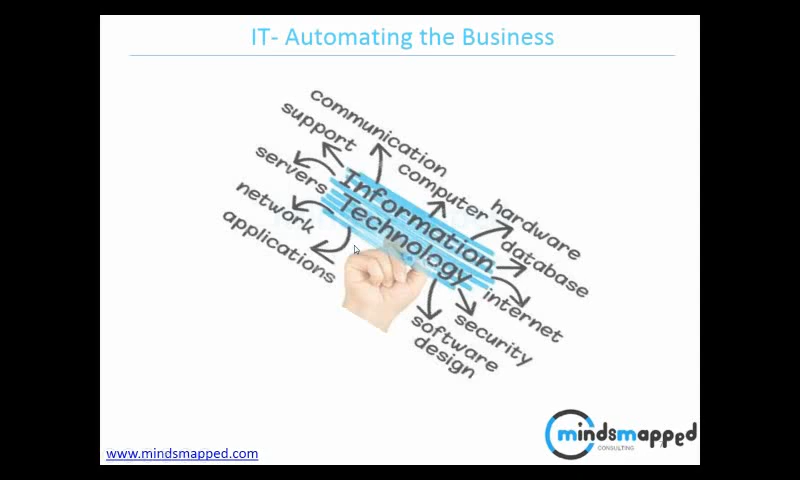 IT- Automating the Business
communication
support
computer
servers
hardware
Information
Technology
network
database
applications
internet
security
software
design
mindsmapped
CONSULTING
www.mindsmapped.com